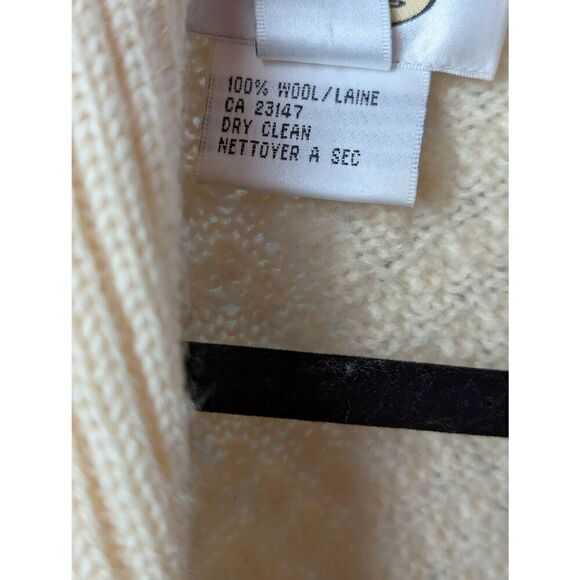 100% WOOL/LAINE
CA 23147
DRY CLEAN
NETTOYER A SEC